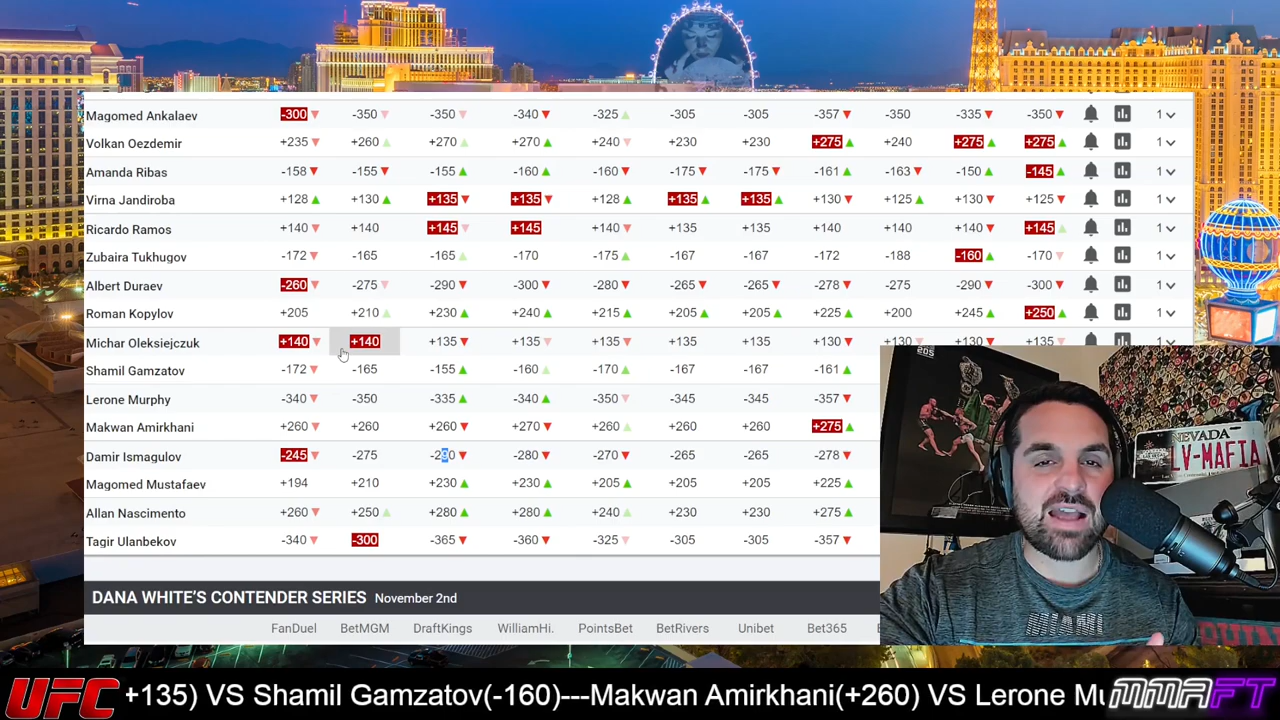 Magomed Ankalaev -300 -350 -350 -340 -325 -305 -305 -357 -350 -335 -350 1
Volkan Oezdemir +235 +260 +270 +270 +240 +230 +230 +275 +240 +275 +275 1
Amanda Ribas -158 -155 -155 -160 -160 -175 -175 -161 -163 -150 -145 1
Virna Jandiroba +128 +130 +135 +135 +128 +135 +135 +130 +125 +130 +125 1
Ricardo Ramos +140 +140 +145 +145 +140 +135 +135 +140 +140 +140 +145 1
Zubaira Tukhugov -172 -165 -165 -170 -175 -167 -167 -172 -188 -160 -170 1
Albert Duraev -260 -275 -290 -300 -280 -265 -265 -278 -275 -290 -300 1
Roman Kopylov +205 +210 +230 +240 +215 +205 +205 +225 +200 +245 +250 1
Michar Oleksiejczuk +140 +140 +135 +135 +135 +135 +135 +130 +130 +130 +135 1
Shamil Gamzatov -172 -165 -155 -160 -170 -167 -167 -161
Lerone Murphy -340 -350 -335 -340 -350 -345 -345 -357
Makwan Amirkhani +260 +260 +260 +270 +260 +260 +260 +275
Damir Ismagulov -245 -275 -290 -280 -270 -265 -265 -278
Magomed Mustafaev +194 +210 +230 +230 +205 +205 +205 +225
Allan Nascimento +260 +250 +280 +280 +240 +230 +230 +275
Tagir Ulanbekov -340 -300 -365 -360 -325 -305 -305 -357
DANA WHITE'S CONTENDER SERIES November 2nd
FanDuel BetMGM DraftKings WilliamHi. PointsBet BetRivers Unibet Bet365
NEVADA
LV-MAFIA
MIAMI
UFC +135) VS Shamil Gamzatov(-160)---Makwan Amirkhani(+260) VS Lerone Mu MMAFT